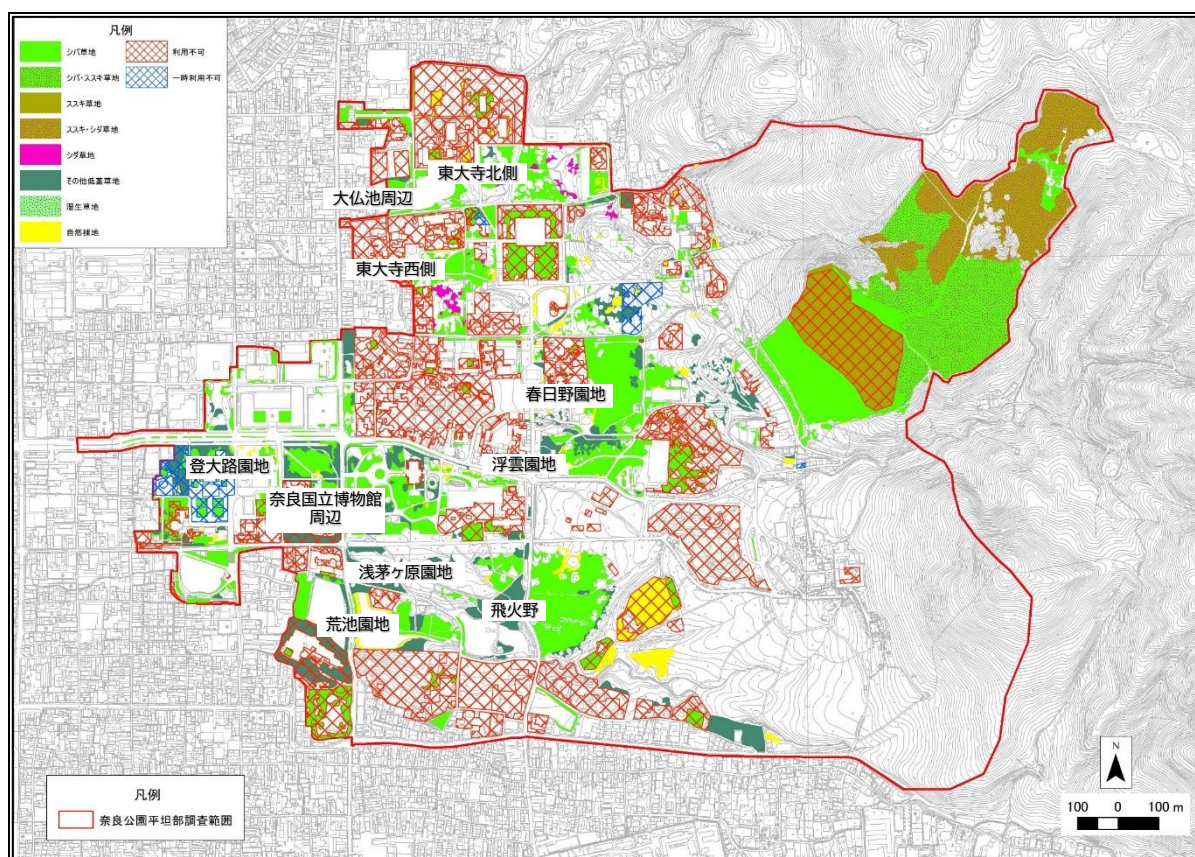 凡例
シバ草地
利用不可
シバ・ススキ草地
一時利用不可
ススキ草地
ススキ・シダ草地
シダ草地
その他低茎草地
湿生草地
自然裸地
東大寺北側
大仏池周辺
東大寺西側
春日野園地
浮雲園地
登大路園地
奈良国立博物館
周辺
浅茅ヶ原園地
飛火野
荒池園地
凡例
奈良公園平坦部調査範囲
N
100 0 100 m